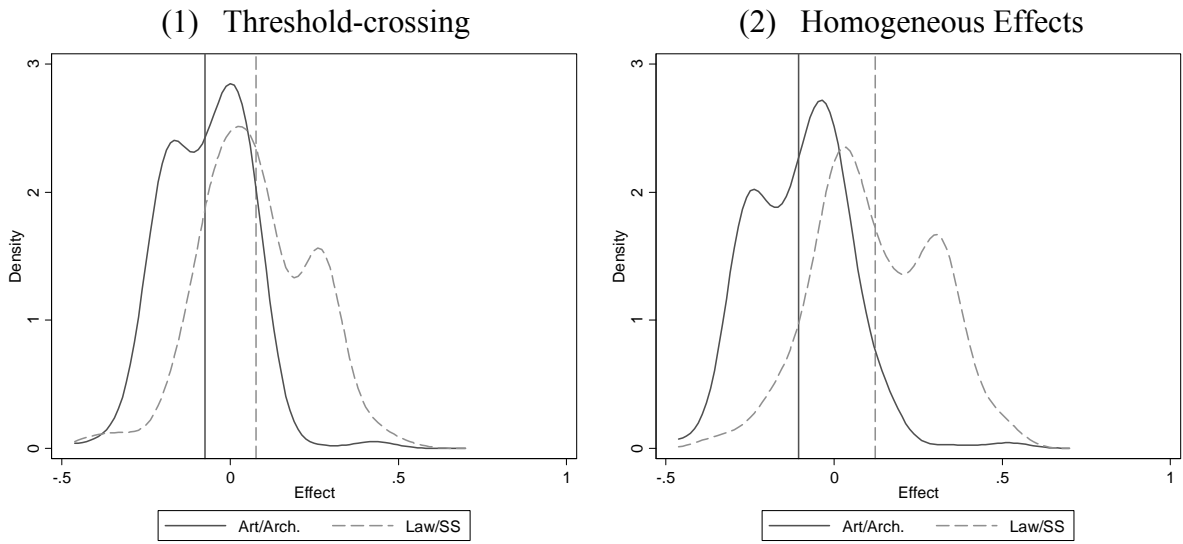 (1) Threshold-crossing
3
2
1
0
Density
-.5 0 .5 1
Effect
Art/Arch. Law/SS
(2) Homogeneous Effects
3
2
1
0
Density
-.5 0 .5 1
Effect
Art/Arch. Law/SS